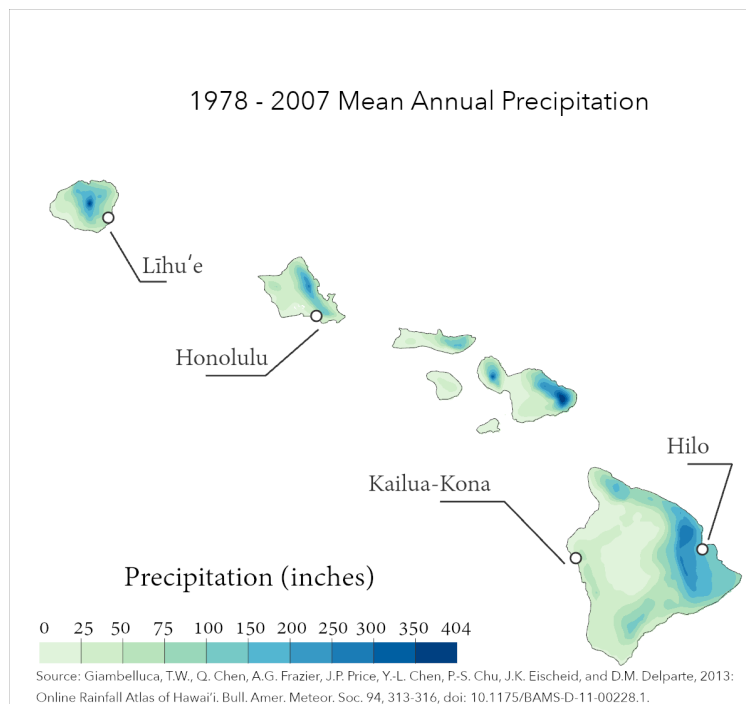 1978 - 2007 Mean Annual Precipitation
Līhuʻe
Honolulu
Hilo
Kailua-Kona
Precipitation (inches)
0 25 50 75 100 150 200 250 300 350 404
Source: Giambelluca, T.W., Q. Chen, A.G. Frazier, J.P. Price, Y.-L. Chen, P.-S. Chu, J.K. Eischeid, and D.M. Delparte, 2013:
Online Rainfall Atlas of Hawai'i. Bull. Amer. Meteor. Soc. 94, 313-316, doi: 10.1175/BAMS-D-11-00228.1.